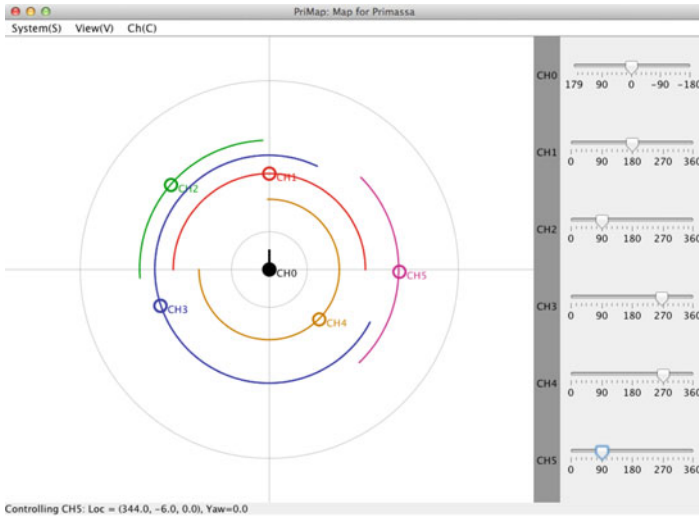 PriMap: Map for Primassa
System(S) View(V) Ch(C)
CH0
179 90 0 -90 -180
CH1
0 90 180 270 360
CH2
0 90 180 270 360
CH3
0 90 180 270 360
CH4
0 90 180 270 360
CH5
0 90 180 270 360
CH2
CH1
CH0
CH5
CH3
CH4
Controlling CH5: Loc = (344.0, -6.0, 0.0), Yaw=0.0